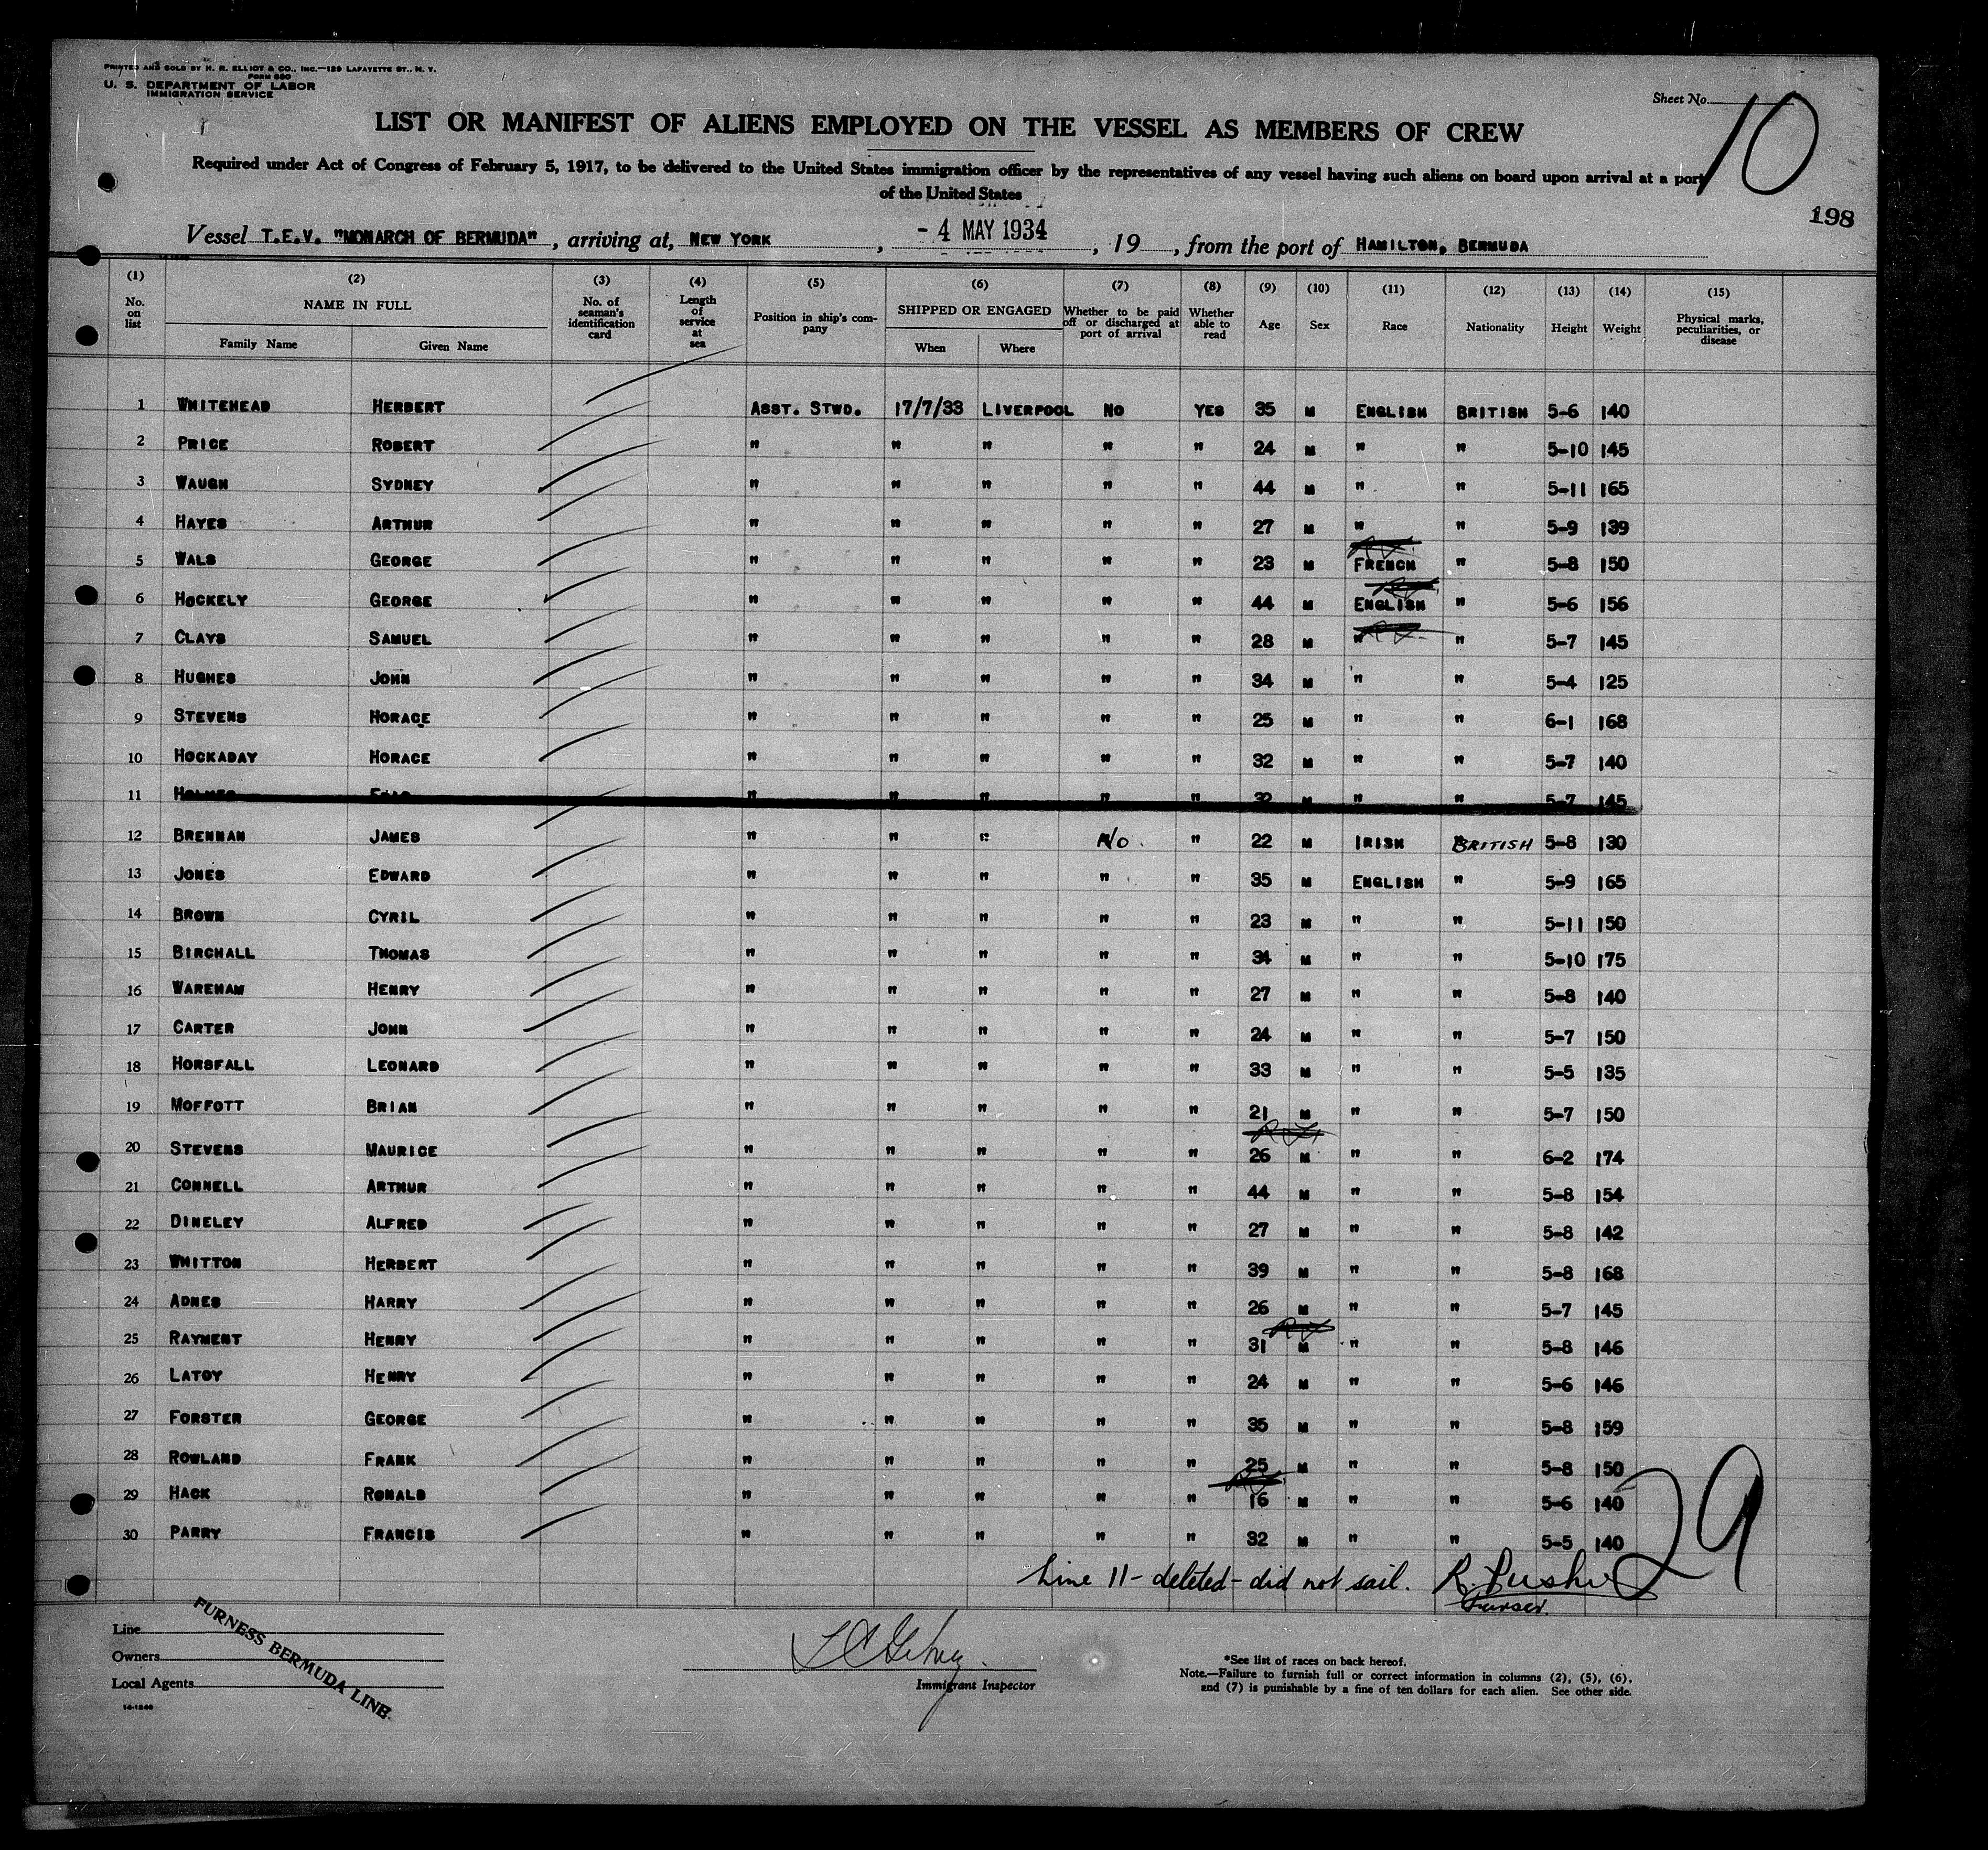 PRINTED AND SOLD BY H. R. ELLIOT & CO., INC.—129 LAFAYETTE ST., N. Y.
FORM 680
U. S. DEPARTMENT OF LABOR
IMMIGRATION SERVICE
Sheet No. 10
LIST OR MANIFEST OF ALIENS EMPLOYED ON THE VESSEL AS MEMBERS OF CREW
Required under Act of Congress of February 5, 1917, to be delivered to the United States immigration officer by the representatives of any vessel having such aliens on board upon arrival at a port
of the United States
198
Vessel T.E.V. "MONARCH OF BERMUDA", arriving at, NEW YORK, - 4 MAY 1934, 19, from the port of HAMILTON, BERMUDA
(1) No. on list (2) NAME IN FULL Family Name Given Name (3) No. of seaman's identification card (4) Length of service at sea (5) Position in ship's company (6) SHIPPED OR ENGAGED When Where (7) Whether to be paid off or discharged at port of arrival (8) Whether able to read (9) Age (10) Sex (11) Race (12) Nationality (13) Height (14) Weight (15) Physical marks, peculiarities, or disease
1 WHITEHEAD HERBERT ASST. STWD. 17/7/33 LIVERPOOL NO YES 35 M ENGLISH BRITISH 5-6 140
2 PRICE ROBERT " " " " " 24 M " " 5-10 145
3 WAUGH SYDNEY " " " " " 44 M " " 5-11 165
4 HAYES ARTHUR " " " " " 27 M " " 5-9 139
5 WALS GEORGE " " " " " 23 M FRENCH " 5-8 150
6 HOCKELY GEORGE " " " " " 44 M ENGLISH " 5-6 156
7 CLAYS SAMUEL " " " " " 28 M " " 5-7 145
8 HUGHES JOHN " " " " " 34 M " " 5-4 125
9 STEVENS HORACE " " " " " 25 M " " 6-1 168
10 HOCKADAY HORACE " " " " " 32 M " " 5-7 140
11 HOLMES " " " " " 32 M " " 5-7 145
12 BRENNAN JAMES " " " No. " 22 M IRISH BRITISH 5-8 130
13 JONES EDWARD " " " " " 35 M ENGLISH " 5-9 165
14 BROWN CYRIL " " " " " 23 M " " 5-11 150
15 BIRCHALL THOMAS " " " " " 34 M " " 5-10 175
16 WAREHAM HENRY " " " " " 27 M " " 5-8 140
17 CARTER JOHN " " " " " 24 M " " 5-7 150
18 HORSFALL LEONARD " " " " " 33 M " " 5-5 135
19 MOFFOTT BRIAN " " " " " 21 M " " 5-7 150
20 STEVENS MAURICE " " " " " 26 M " " 6-2 174
21 CONNELL ARTHUR " " " " " 44 M " " 5-8 154
22 DINELEY ALFRED " " " " " 27 M " " 5-8 142
23 WHITTON HERBERT " " " " " 39 M " " 5-8 168
24 ADNES HARRY " " " " " 26 M " " 5-7 145
25 RAYMENT HENRY " " " " " 31 M " " 5-8 146
26 LATOY HENRY " " " " " 24 M " " 5-6 146
27 FORSTER GEORGE " " " " " 35 M " " 5-8 159
28 ROWLAND FRANK " " " " " 25 M " " 5-8 150
29 HACK RONALD " " " " " 16 M " " 5-6 140
30 PARRY FRANCIS " " " " " 32 M " " 5-5 140
29
Line 11 - deleted - did not sail. R.
Purser.
Line
Owners
Local Agents
FURNESS BERMUDA LINE
Immigrant Inspector
*See list of races on back hereof.
Note.—Failure to furnish full or correct information in columns (2), (5), (6),
and (7) is punishable by a fine of ten dollars for each alien. See other side.